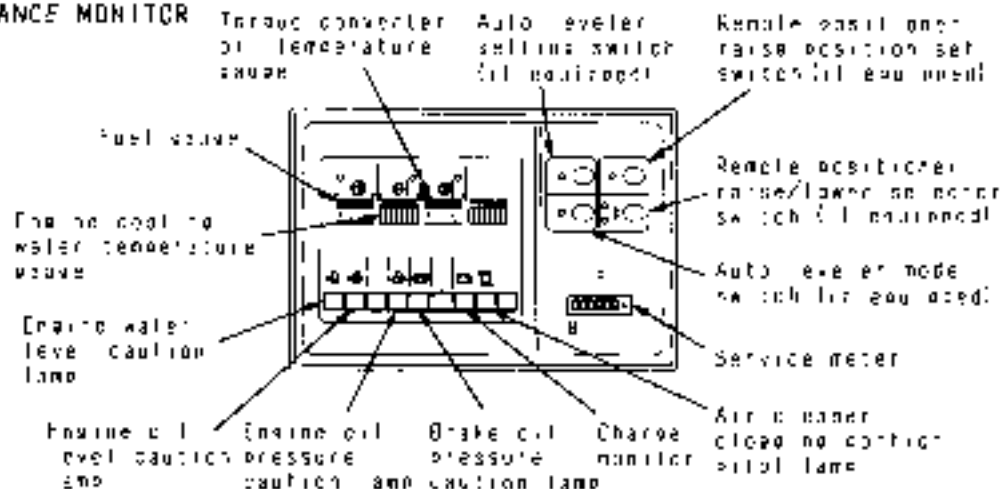 ANCE MONITOR
Torque converter
oil temperature
gauge
Auto leveler
setting switch
(if equipped)
Remote positioner
raise position set
switch (if equipped)
Fuel gauge
Remote positioner
raise/lower selector
switch (if equipped)
Engine cooling
water temperature
gauge
Auto leveler mode
switch (if equipped)
Engine water
level caution
lamp
Service meter
Engine oil
level caution
lamp
Engine oil
pressure
caution lamp
Brake oil
pressure
caution lamp
Charge
monitor
Air cleaner
clogging caution
pilot lamp